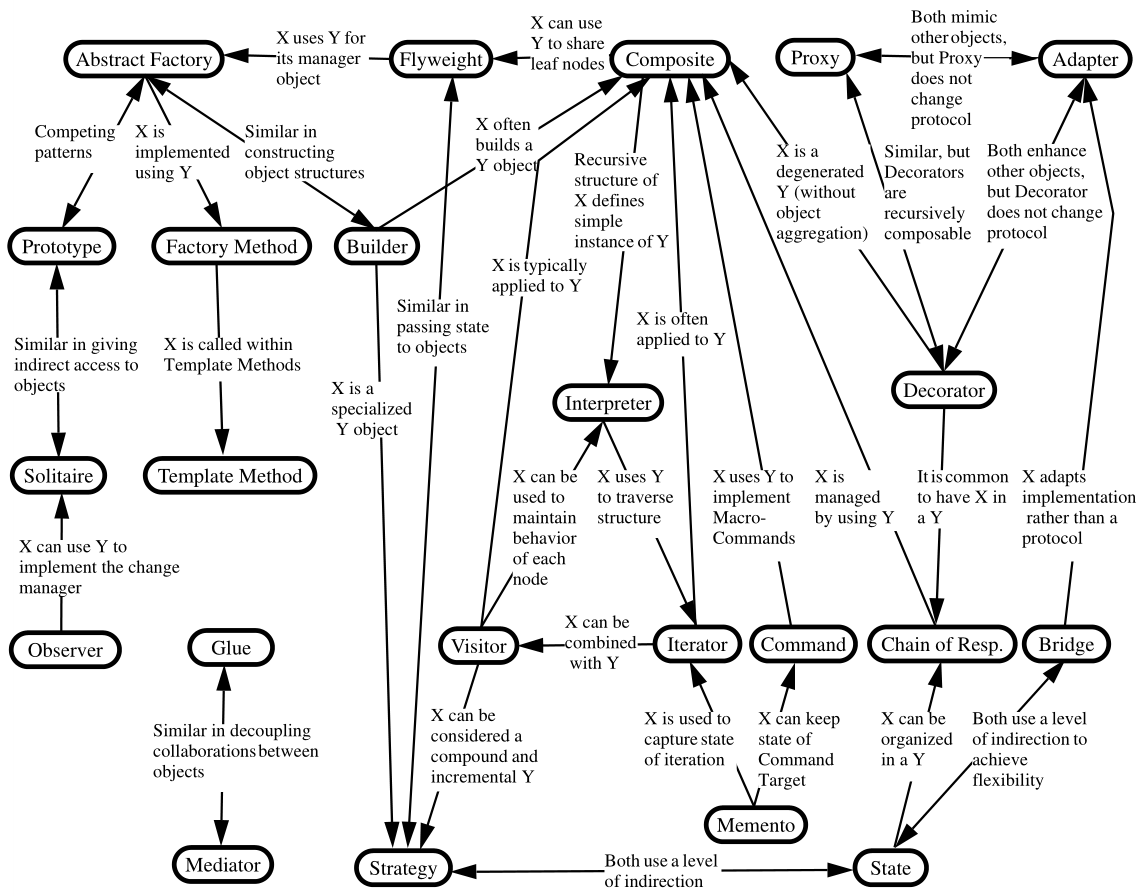 Abstract Factory
X uses Y for
its manager
object
Flyweight
X can use
Y to share
leaf nodes
Composite
Proxy
Both mimic
other objects,
but Proxy
does not
change
protocol
Adapter
Competing
patterns
X is
implemented
using Y
Similar in
constructing
object structures
X often
builds a
Y object
Recursive
structure of
X defines
simple
instance of Y
X is a
degenerated
Y (without
object
aggregation)
Similar, but
Decorators
are
recursively
composable
Both enhance
other objects,
but Decorator
does not change
protocol
Prototype
Factory Method
Builder
X is typically
applied to Y
Similar in
passing state
to objects
X is often
applied to Y
Similar in giving
indirect access to
objects
X is called within
Template Methods
X is a
specialized
Y object
Interpreter
Decorator
Solitaire
Template Method
X can be
used to
maintain
behavior
of each
node
X uses Y
to traverse
structure
X uses Y to
implement
Macro-
Commands
X is
managed
by using Y
It is common
to have X in
a Y
X adapts
implementation
rather than a
protocol
X can use Y to
implement the change
manager
Observer
Glue
Visitor
X can be
combined
with Y
Iterator
Command
Chain of Resp.
Bridge
Similar in decoupling
collaborations between
objects
X can be
considered a
compound and
incremental Y
X is used to
capture state
of iteration
X can keep
state of
Command
Target
X can be
organized
in a Y
Both use a level
of indirection to
achieve
flexibility
Memento
Mediator
Strategy
Both use a level
of indirection
State